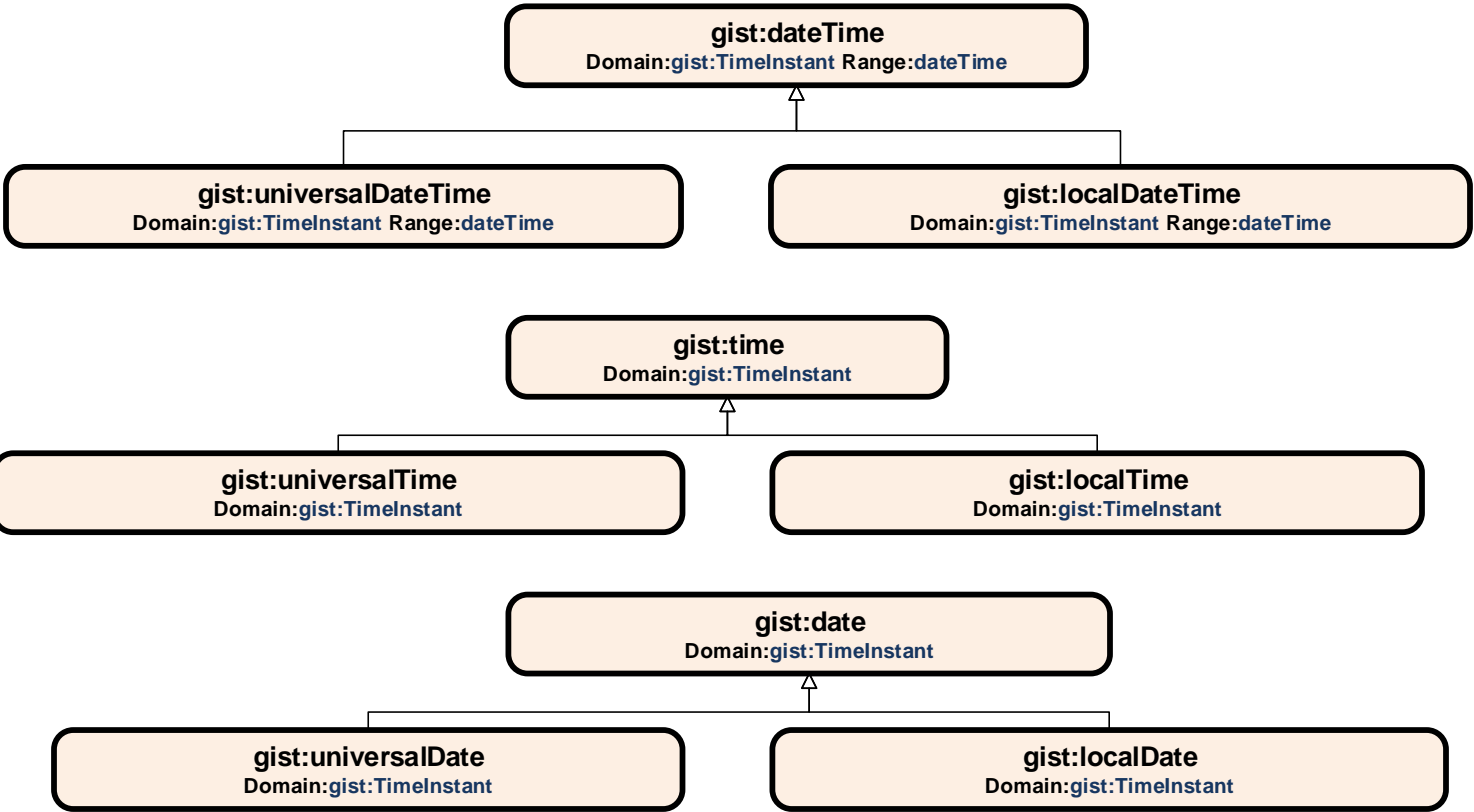 gist:dateTime
Domain:gist:TimeInstant Range:dateTime
gist:universalDateTime
Domain:gist:TimeInstant Range:dateTime
gist:localDateTime
Domain:gist:TimeInstant Range:dateTime
gist:time
Domain:gist:TimeInstant
gist:universalTime
Domain:gist:TimeInstant
gist:localTime
Domain:gist:TimeInstant
gist:date
Domain:gist:TimeInstant
gist:universalDate
Domain:gist:TimeInstant
gist:localDate
Domain:gist:TimeInstant